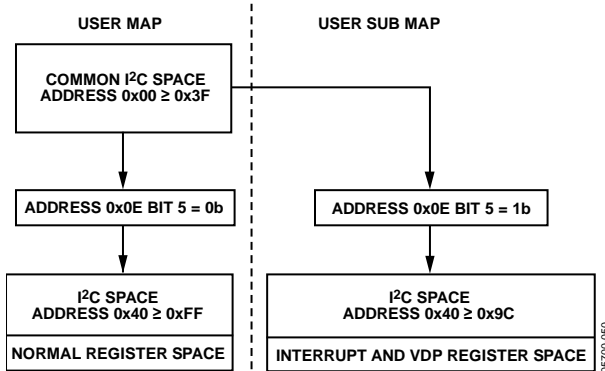 USER MAP
USER SUB MAP
COMMON I²C SPACE
ADDRESS 0x00 ≥ 0x3F
ADDRESS 0x0E BIT 5 = 0b
ADDRESS 0x0E BIT 5 = 1b
I²C SPACE
ADDRESS 0x40 ≥ 0xFF
NORMAL REGISTER SPACE
I²C SPACE
ADDRESS 0x40 ≥ 0x9C
INTERRUPT AND VDP REGISTER SPACE